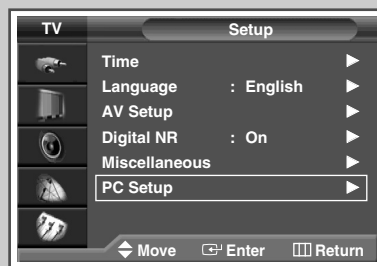 TV Setup
Time
Language : English
AV Setup
Digital NR : On
Miscellaneous
PC Setup
Move Enter Return